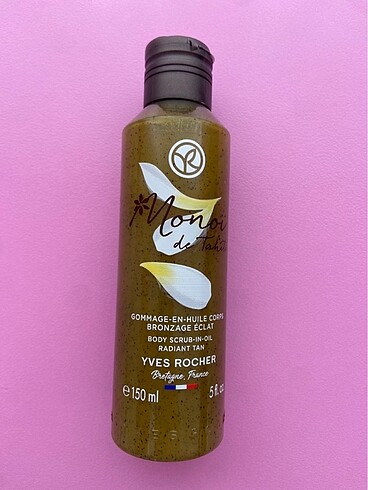 YR
Monoï
de Tahiti
GOMMAGE-EN-HUILE CORPS
BRONZAGE ÉCLAT
BODY SCRUB-IN-OIL
RADIANT TAN
YVES ROCHER
Bretagne, France
℮ 150 ml 5 fl. oz